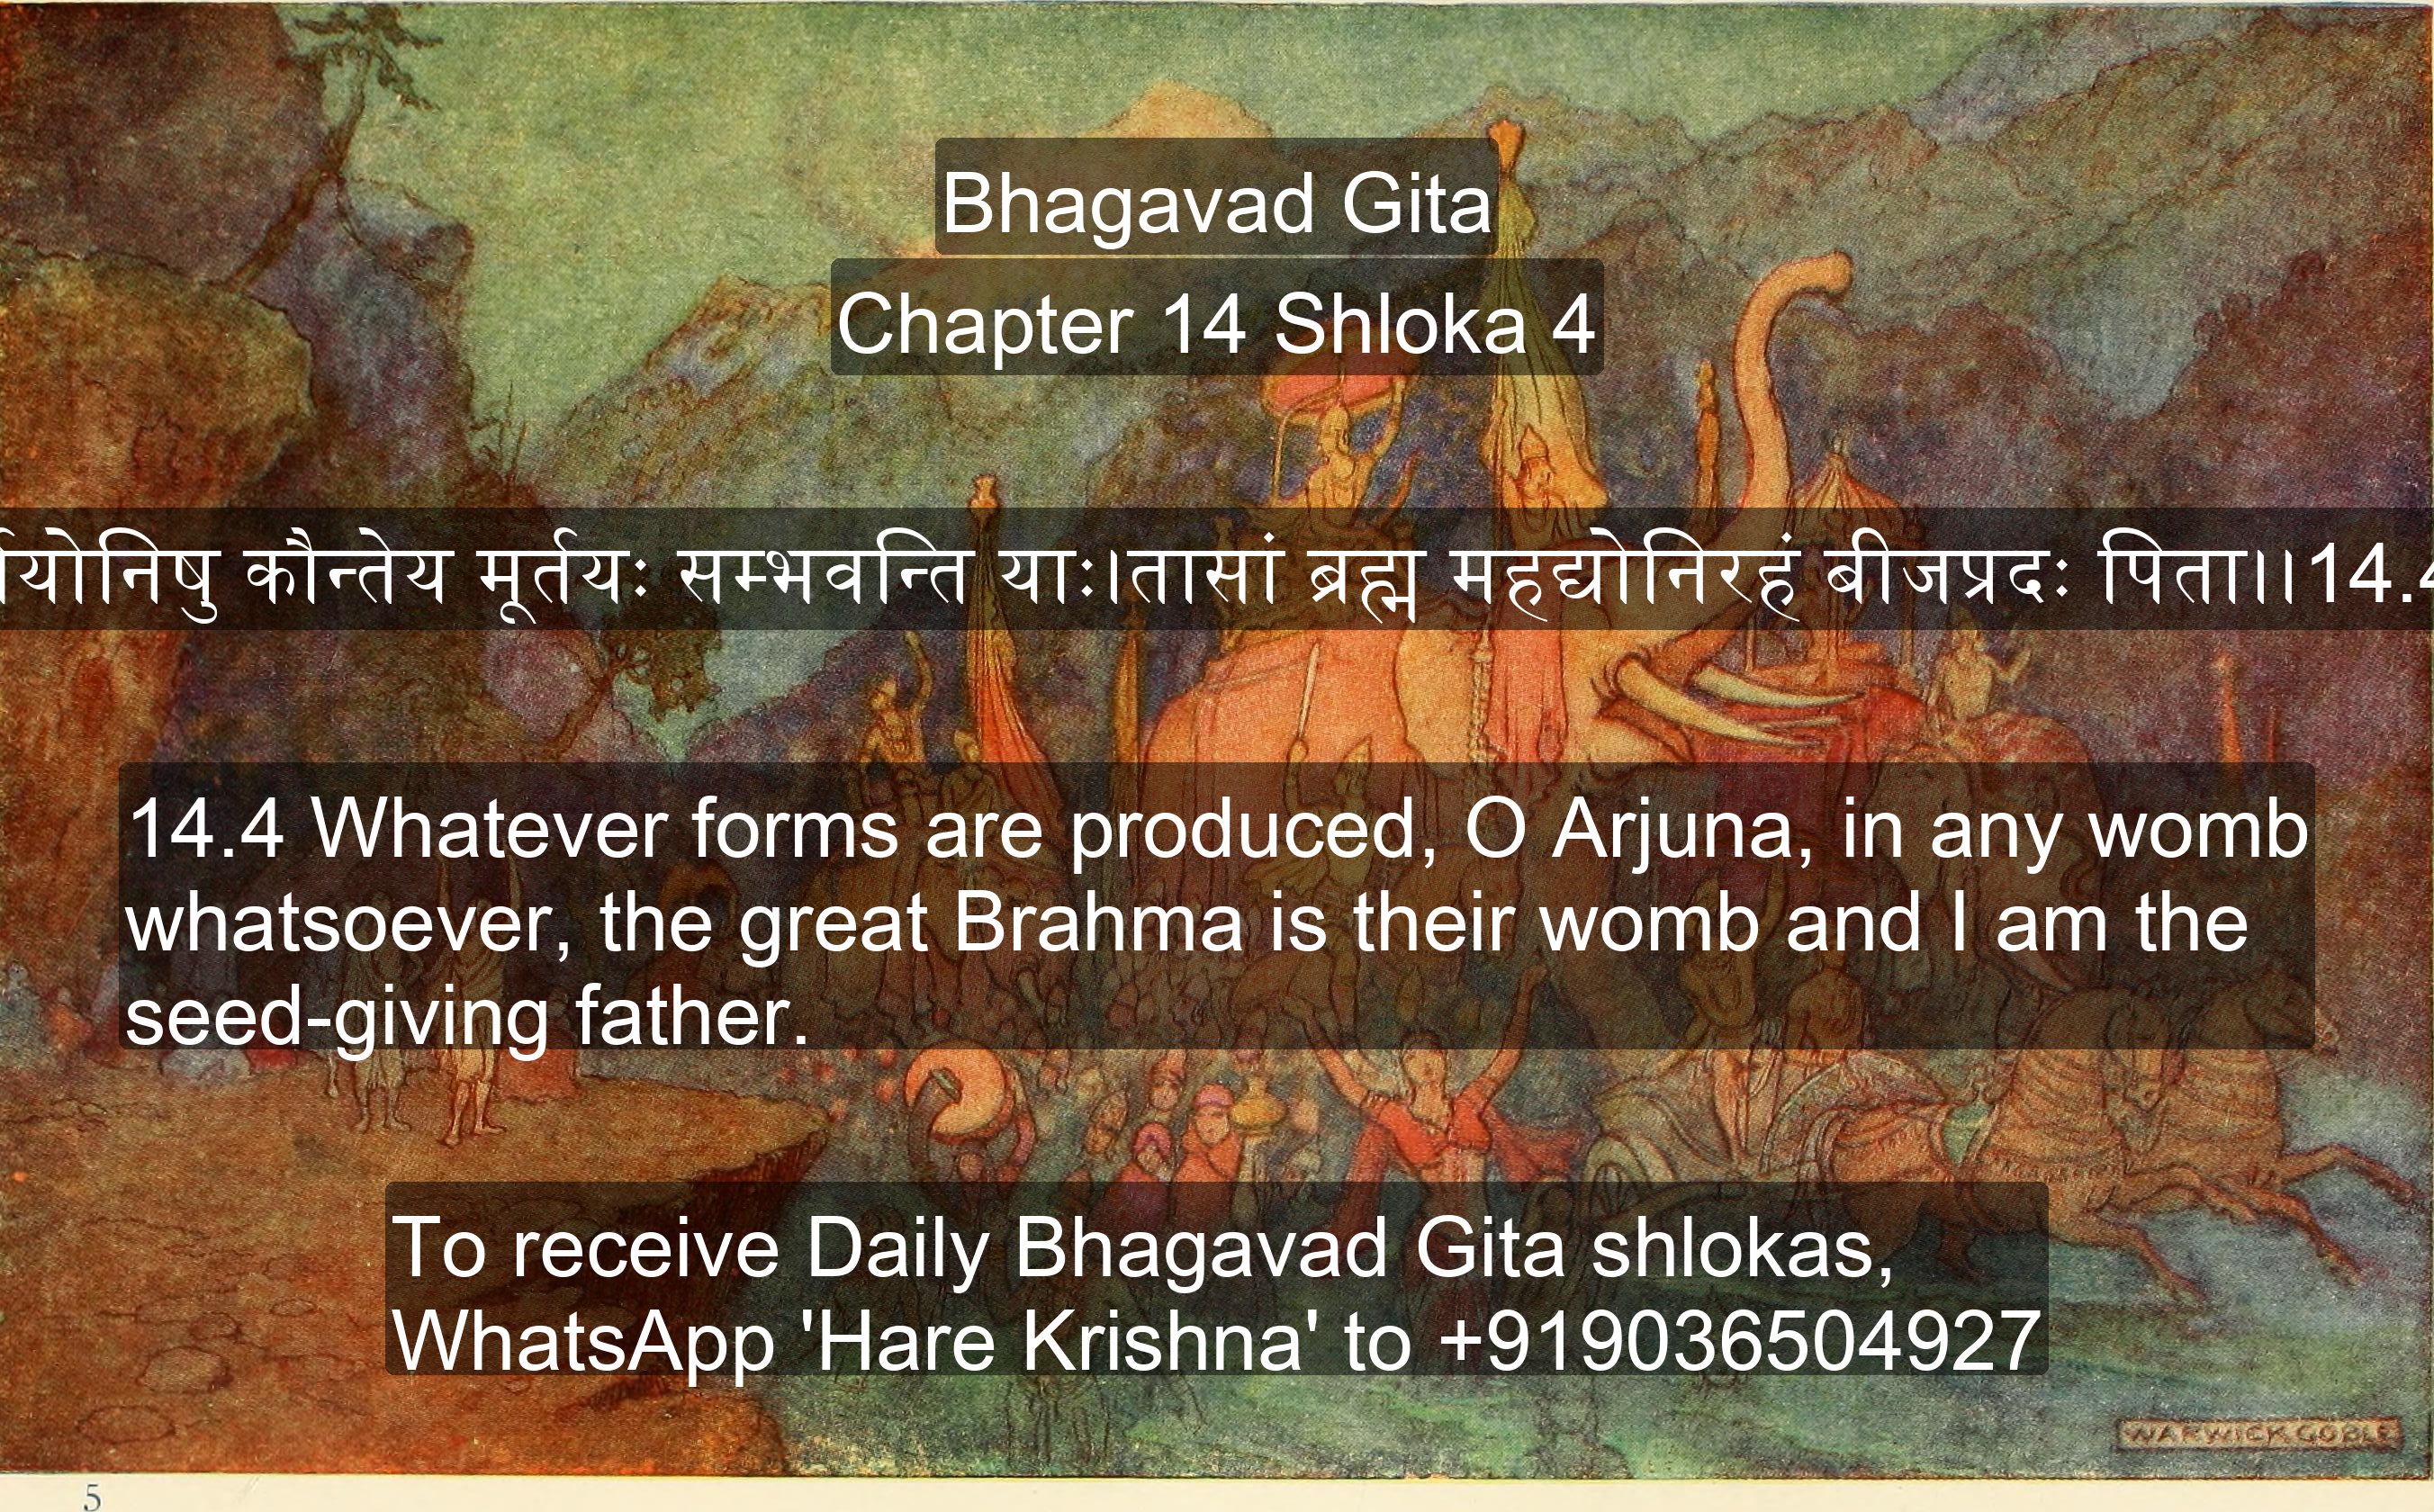 Bhagavad Gita
Chapter 14 Shloka 4
कौन्तेय मूर्तयः सम्भवन्ति याः।तासां ब्रह्म महद्योनिरहं बीजप्रदः पिता।।14.4
14.4 Whatever forms are produced, O Arjuna, in any womb
whatsoever, the great Brahma is their womb and I am the
seed-giving father.
To receive Daily Bhagavad Gita shlokas,
WhatsApp 'Hare Krishna' to +919036504927
WARWICK GOBLE
5